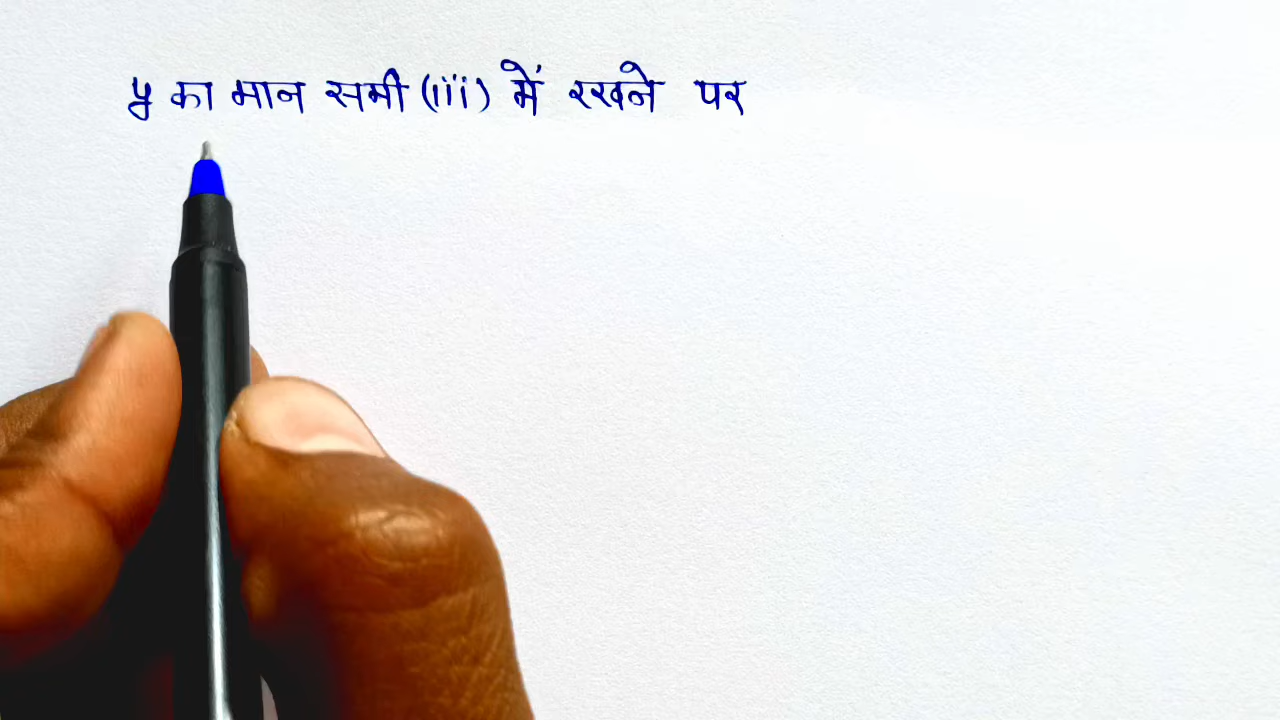 y का मान समी (iii) में रखने पर